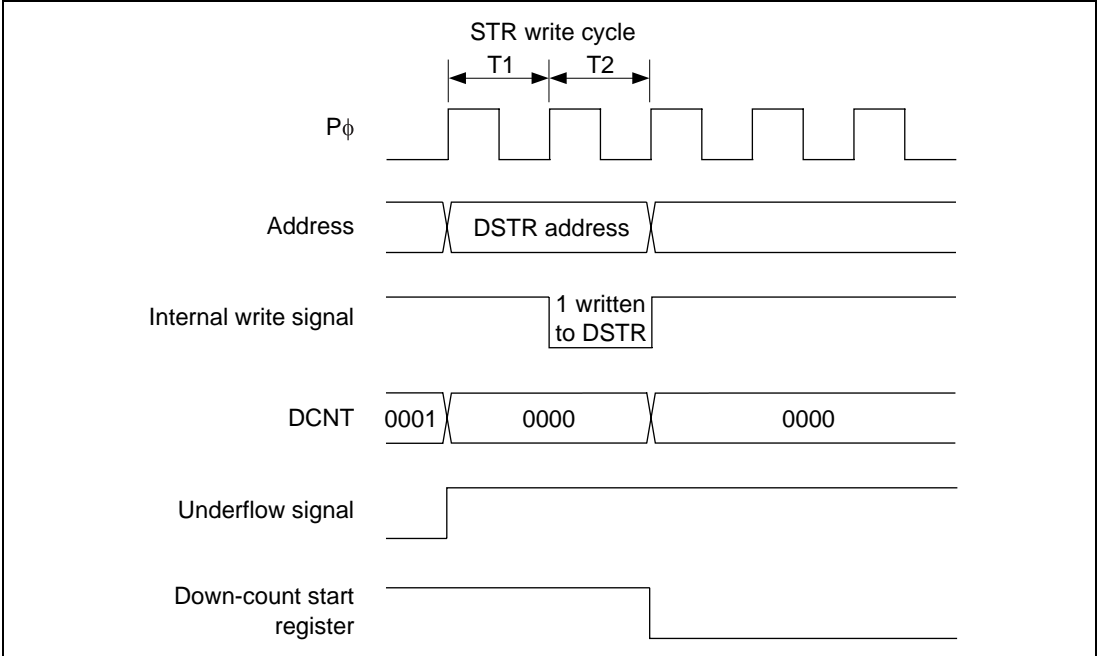 STR write cycle
T1 T2
Pϕ
Address DSTR address
Internal write signal 1 written
to DSTR
DCNT 0001 0000 0000
Underflow signal
Down-count start
register